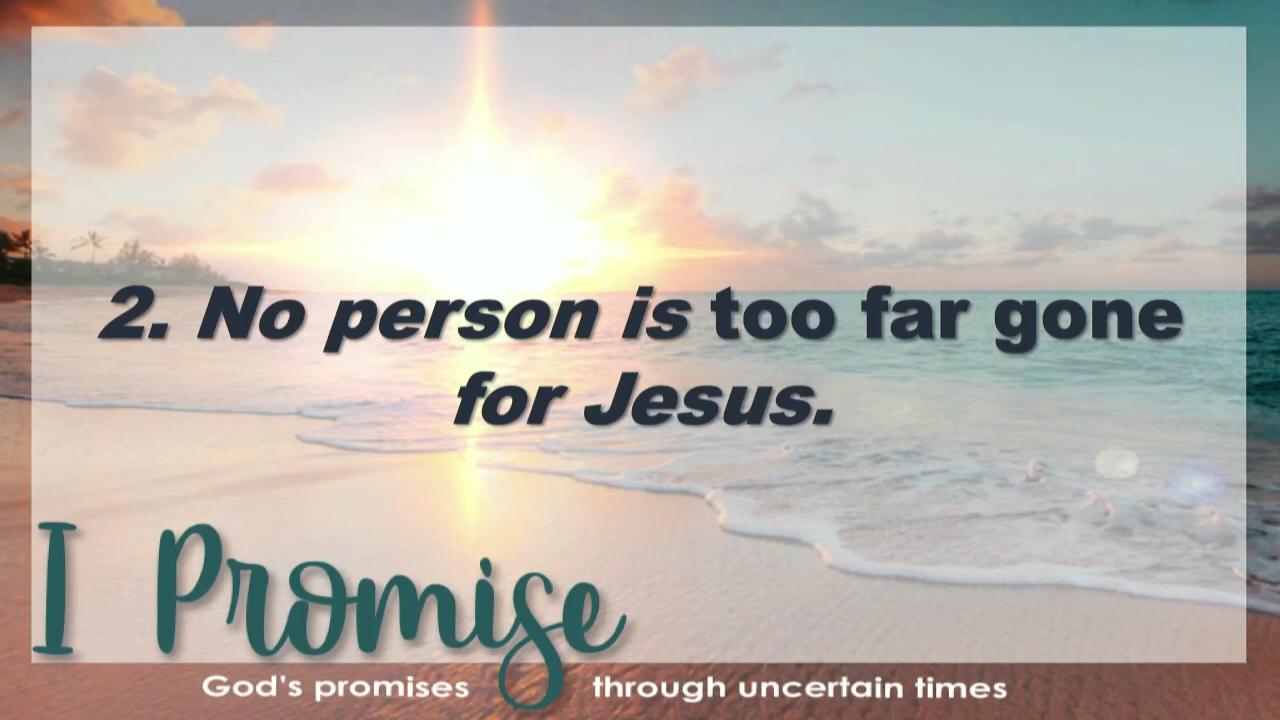 2. No person is too far gone
for Jesus.
I Promise
God's promises through uncertain times